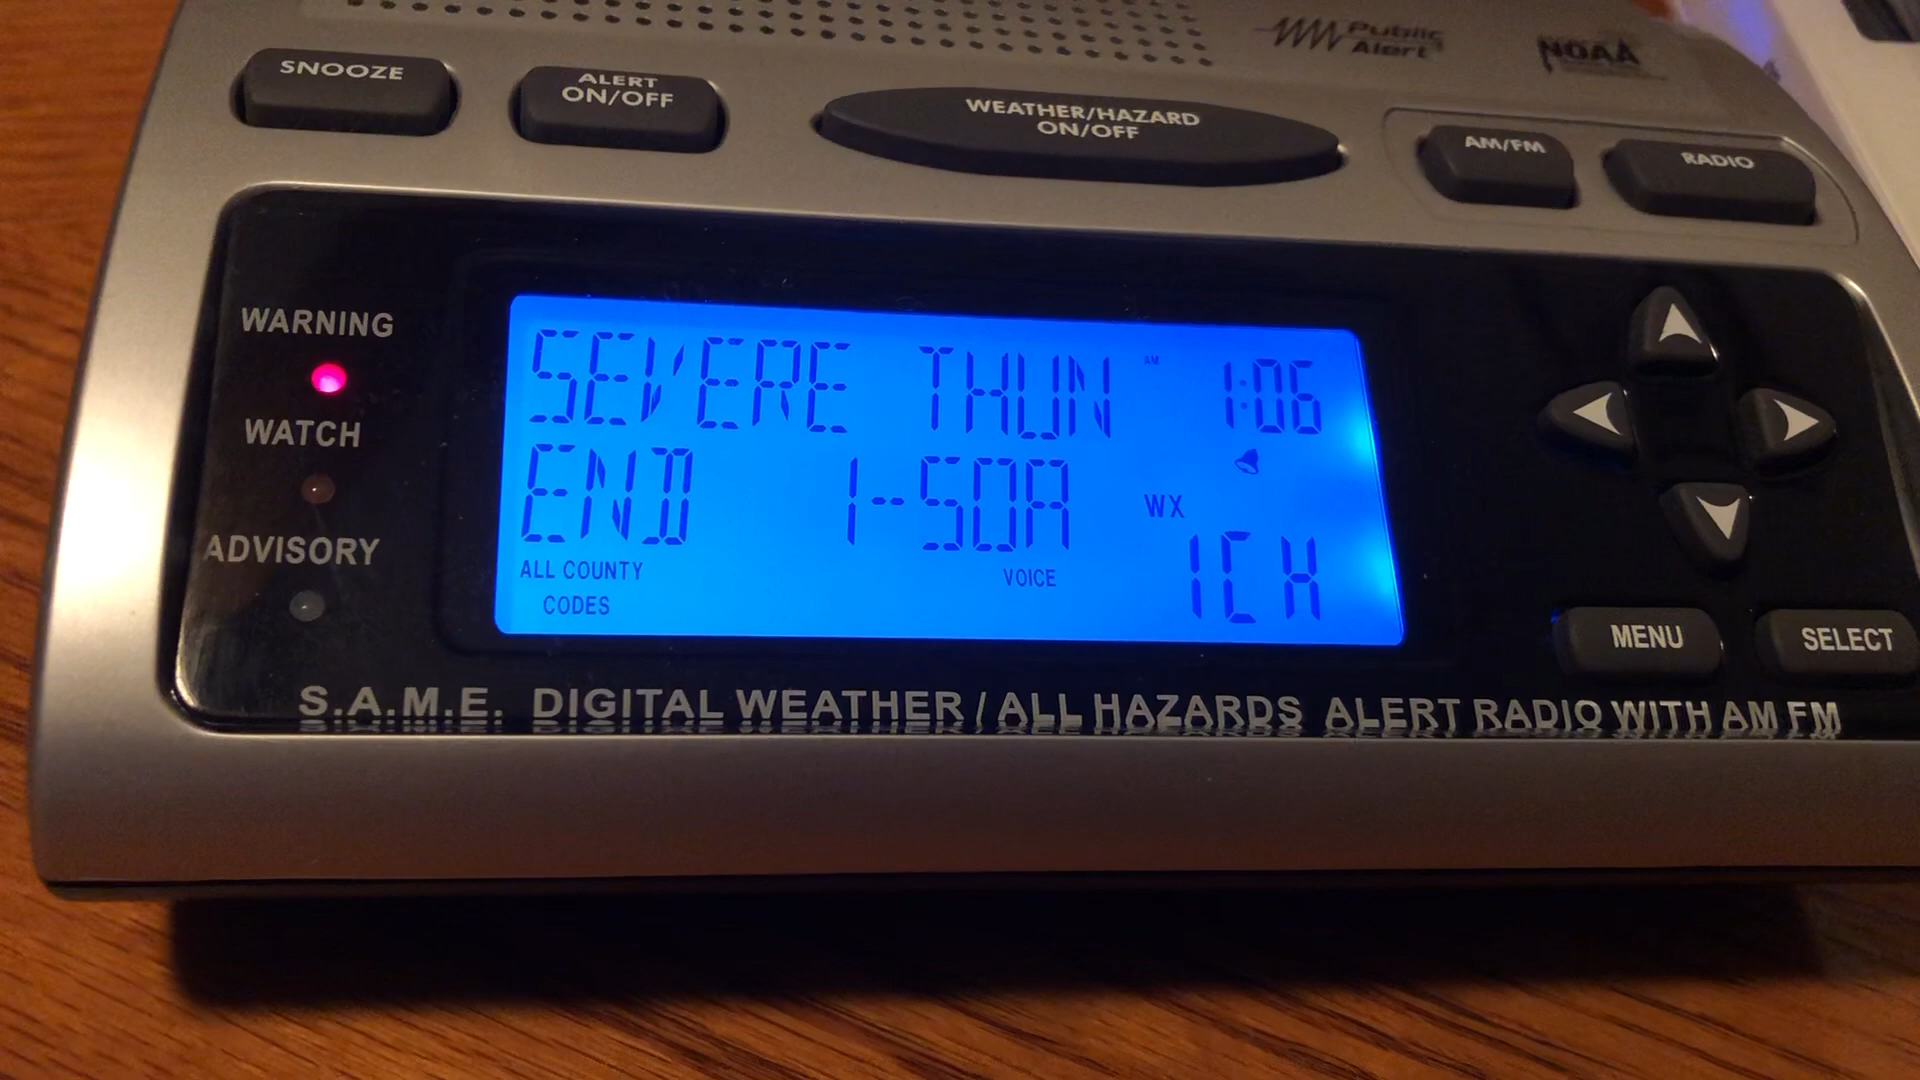 Public
Alert
NOAA
SNOOZE
ALERT
ON/OFF
WEATHER/HAZARD
ON/OFF
AM/FM
RADIO
WARNING
WATCH
ADVISORY
SEVERE THUN AM 1:06
END 1-50A
WX
ALL COUNTY
CODES
VOICE
1CH
MENU
SELECT
S.A.M.E. DIGITAL WEATHER / ALL HAZARDS ALERT RADIO WITH AM FM